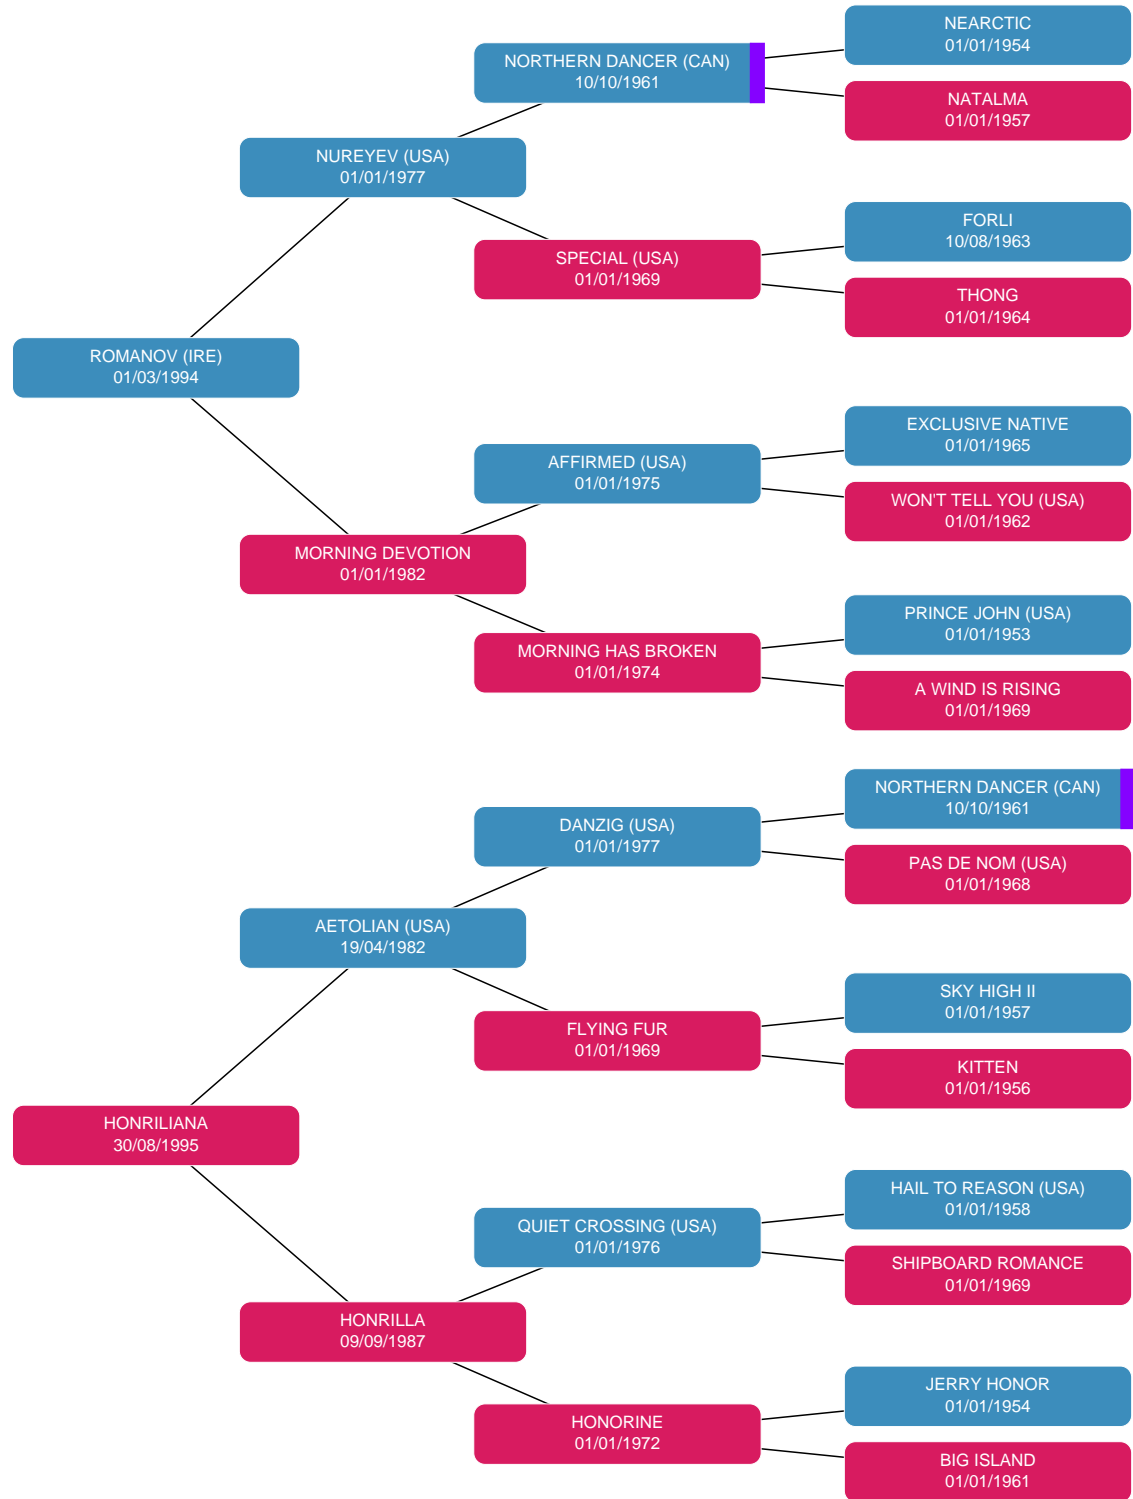 NEARCTIC
01/01/1954
NORTHERN DANCER (CAN)
10/10/1961
NATALMA
01/01/1957
NUREYEV (USA)
01/01/1977
FORLI
10/08/1963
SPECIAL (USA)
01/01/1969
THONG
01/01/1964
ROMANOV (IRE)
01/03/1994
EXCLUSIVE NATIVE
01/01/1965
AFFIRMED (USA)
01/01/1975
WON'T TELL YOU (USA)
01/01/1962
MORNING DEVOTION
01/01/1982
PRINCE JOHN (USA)
01/01/1953
MORNING HAS BROKEN
01/01/1974
A WIND IS RISING
01/01/1969
NORTHERN DANCER (CAN)
10/10/1961
DANZIG (USA)
01/01/1977
PAS DE NOM (USA)
01/01/1968
AETOLIAN (USA)
19/04/1982
SKY HIGH II
01/01/1957
FLYING FUR
01/01/1969
KITTEN
01/01/1956
HONRILIANA
30/08/1995
HAIL TO REASON (USA)
01/01/1958
QUIET CROSSING (USA)
01/01/1976
SHIPBOARD ROMANCE
01/01/1969
HONRILLA
09/09/1987
JERRY HONOR
01/01/1954
HONORINE
01/01/1972
BIG ISLAND
01/01/1961